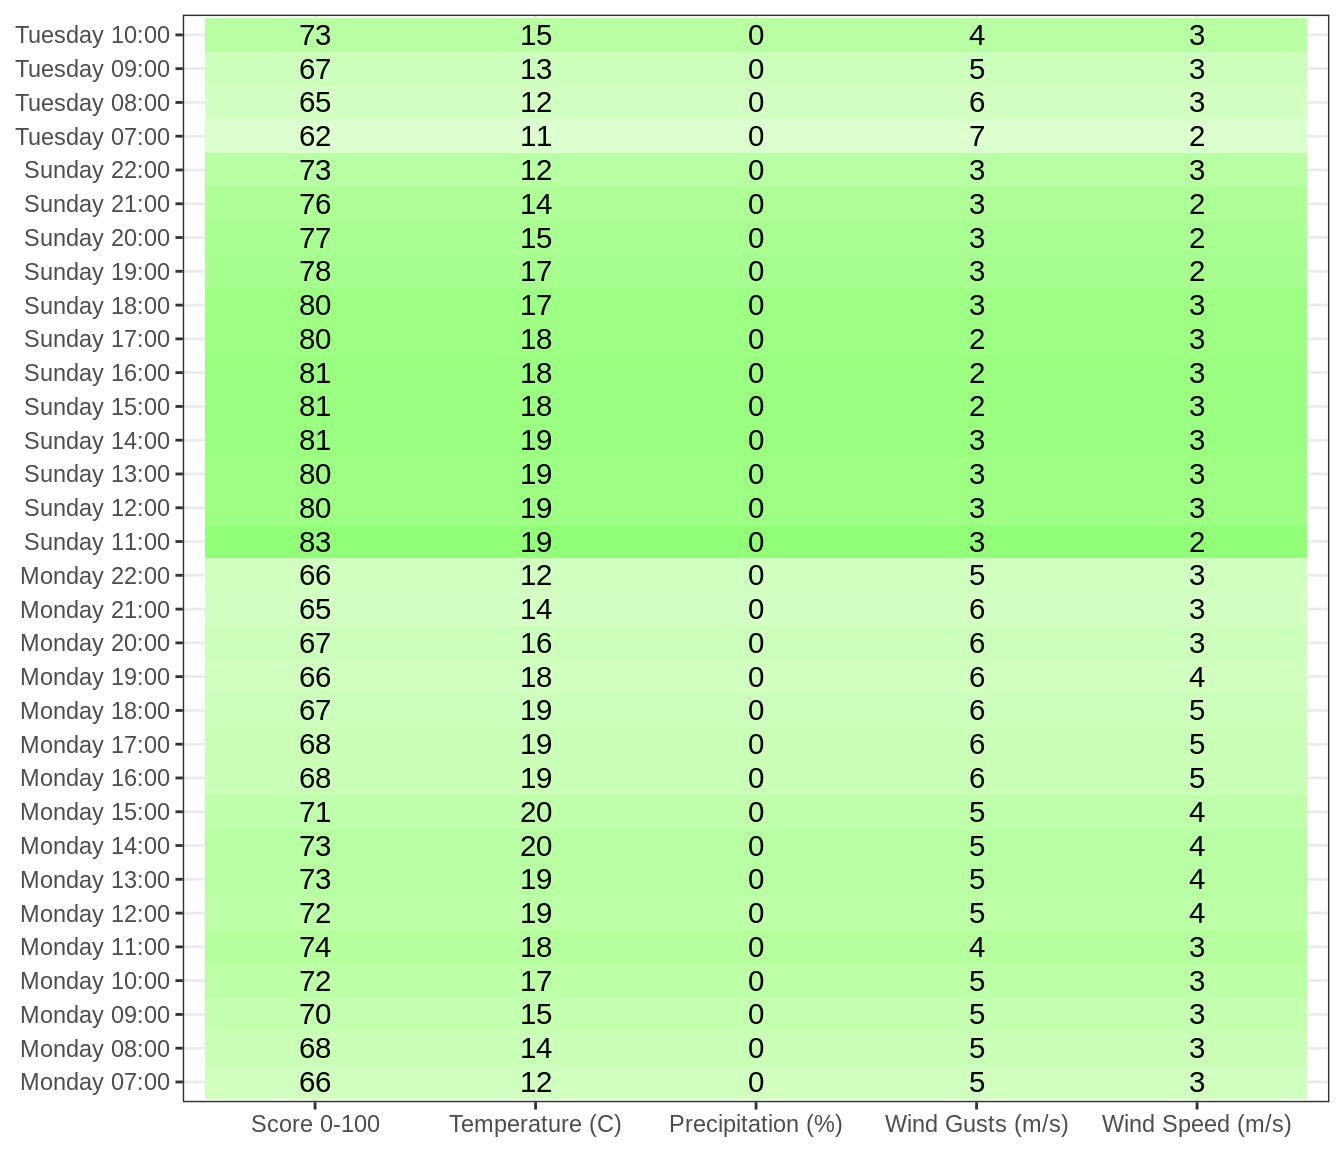 Tuesday 10:00 73 15 0 4 3
Tuesday 09:00 67 13 0 5 3
Tuesday 08:00 65 12 0 6 3
Tuesday 07:00 62 11 0 7 2
Sunday 22:00 73 12 0 3 3
Sunday 21:00 76 14 0 3 2
Sunday 20:00 77 15 0 3 2
Sunday 19:00 78 17 0 3 2
Sunday 18:00 80 17 0 3 3
Sunday 17:00 80 18 0 2 3
Sunday 16:00 81 18 0 2 3
Sunday 15:00 81 18 0 2 3
Sunday 14:00 81 19 0 3 3
Sunday 13:00 80 19 0 3 3
Sunday 12:00 80 19 0 3 3
Sunday 11:00 83 19 0 3 2
Monday 22:00 66 12 0 5 3
Monday 21:00 65 14 0 6 3
Monday 20:00 67 16 0 6 3
Monday 19:00 66 18 0 6 4
Monday 18:00 67 19 0 6 5
Monday 17:00 68 19 0 6 5
Monday 16:00 68 19 0 6 5
Monday 15:00 71 20 0 5 4
Monday 14:00 73 20 0 5 4
Monday 13:00 73 19 0 5 4
Monday 12:00 72 19 0 5 4
Monday 11:00 74 18 0 4 3
Monday 10:00 72 17 0 5 3
Monday 09:00 70 15 0 5 3
Monday 08:00 68 14 0 5 3
Monday 07:00 66 12 0 5 3
Score 0-100 Temperature (C) Precipitation (%) Wind Gusts (m/s) Wind Speed (m/s)